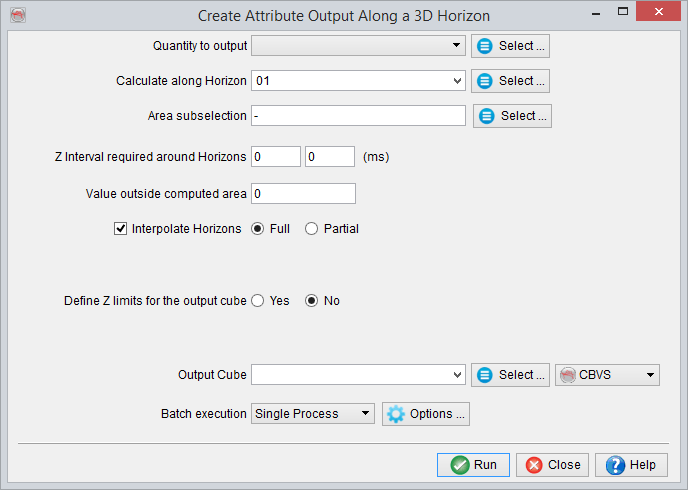 Create Attribute Output Along a 3D Horizon
Quantity to output Select ...
Calculate along Horizon 01 Select ...
Area subselection - Select ...
Z Interval required around Horizons 0 0 (ms)
Value outside computed area 0
Interpolate Horizons Full Partial
Define Z limits for the output cube Yes No
Output Cube Select ... CBVS
Batch execution Single Process Options ...
Run Close Help